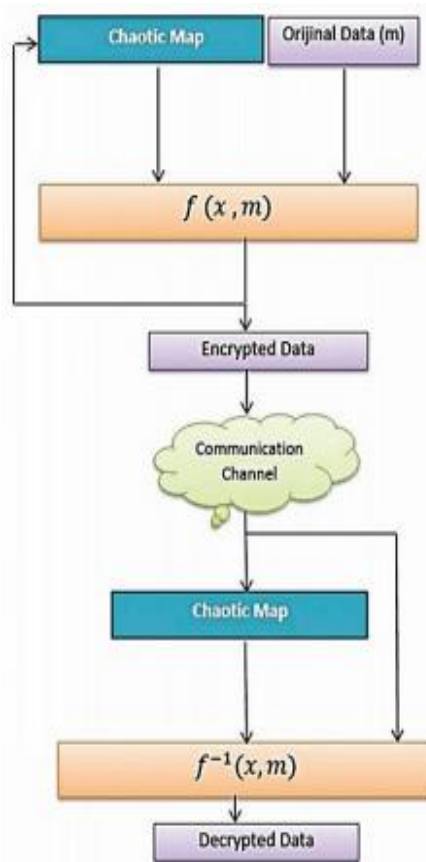 Chaotic Map
Orijinal Data (m)
f (x , m)
Encrypted Data
Communication
Channel
Chaotic Map
f⁻¹(x, m)
Decrypted Data